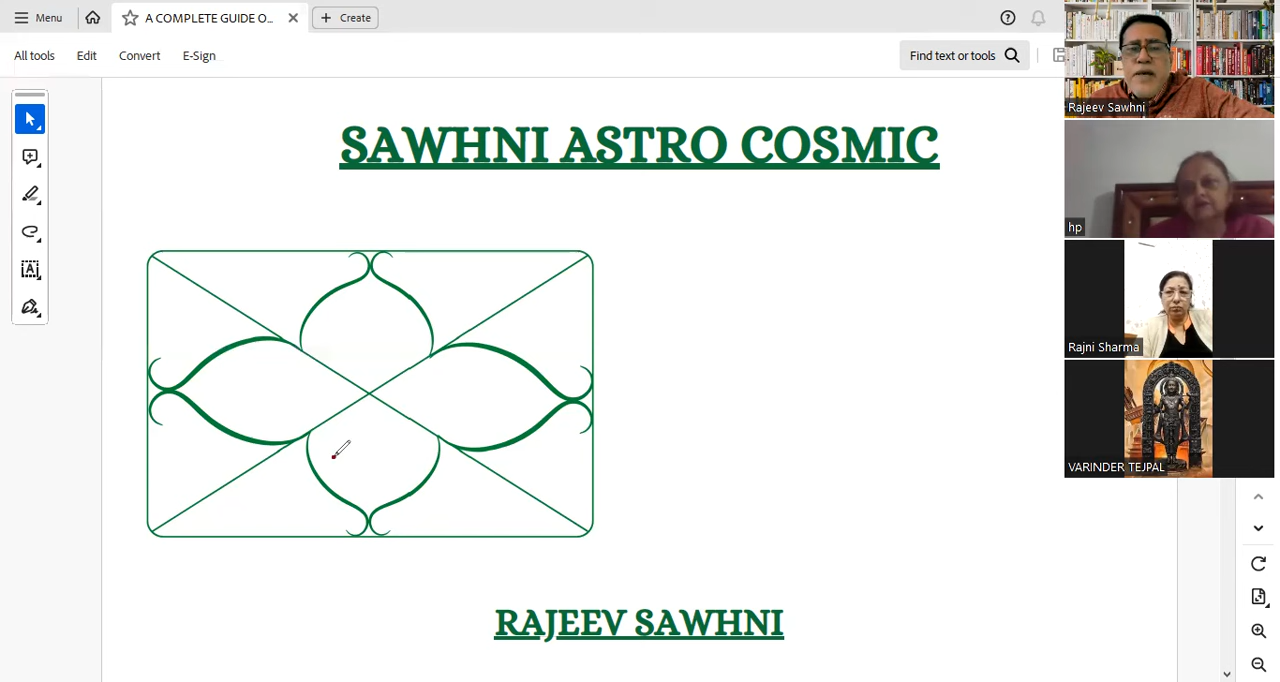 Menu
A COMPLETE GUIDE O...
Create
All tools
Edit
Convert
E-Sign
Find text or tools
SAWHNI ASTRO COSMIC
RAJEEV SAWHNI
Rajeev Sawhni
hp
Rajni Sharma
VARINDER TEJPAL